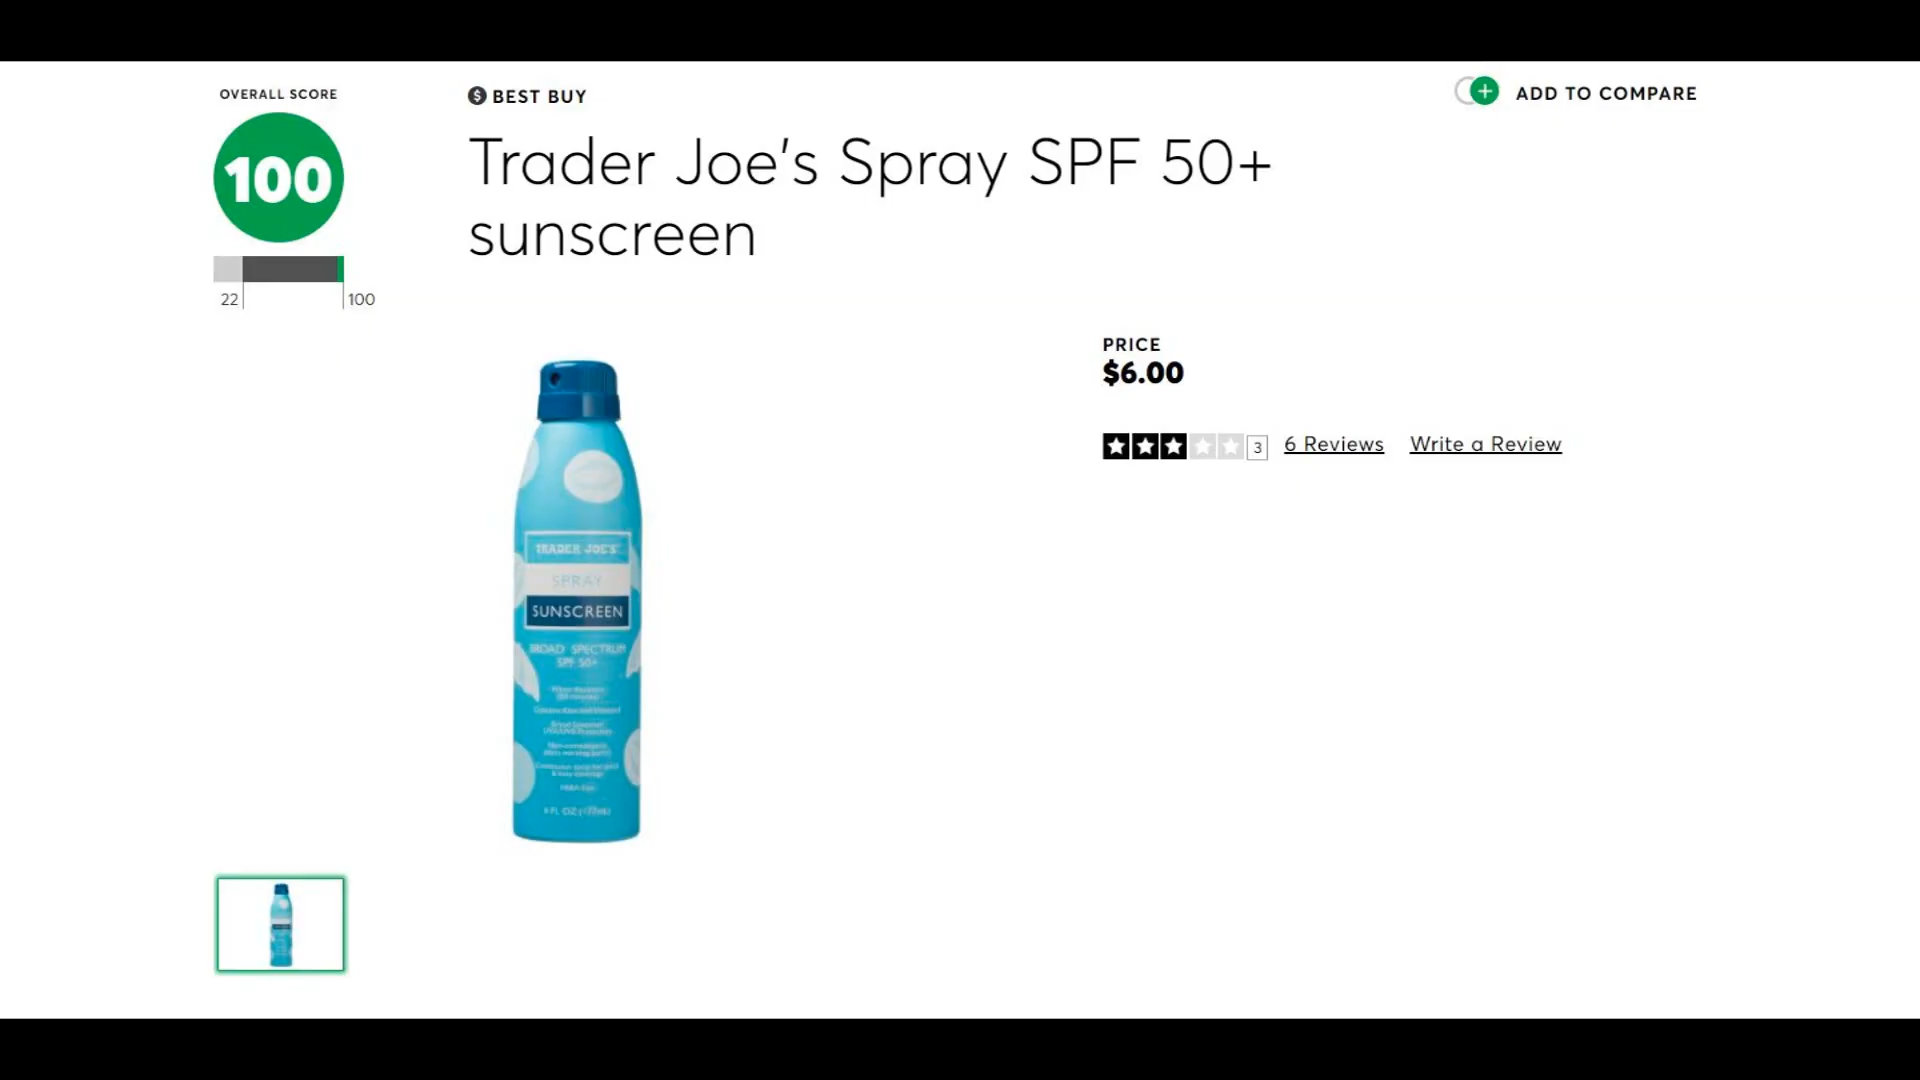 OVERALL SCORE
100
22
100
$ BEST BUY
ADD TO COMPARE
Trader Joe's Spray SPF 50+
sunscreen
PRICE
$6.00
3
6 Reviews
Write a Review
TRADER JOE'S
SPRAY
SUNSCREEN
BROAD SPECTRUM
SPF 50+